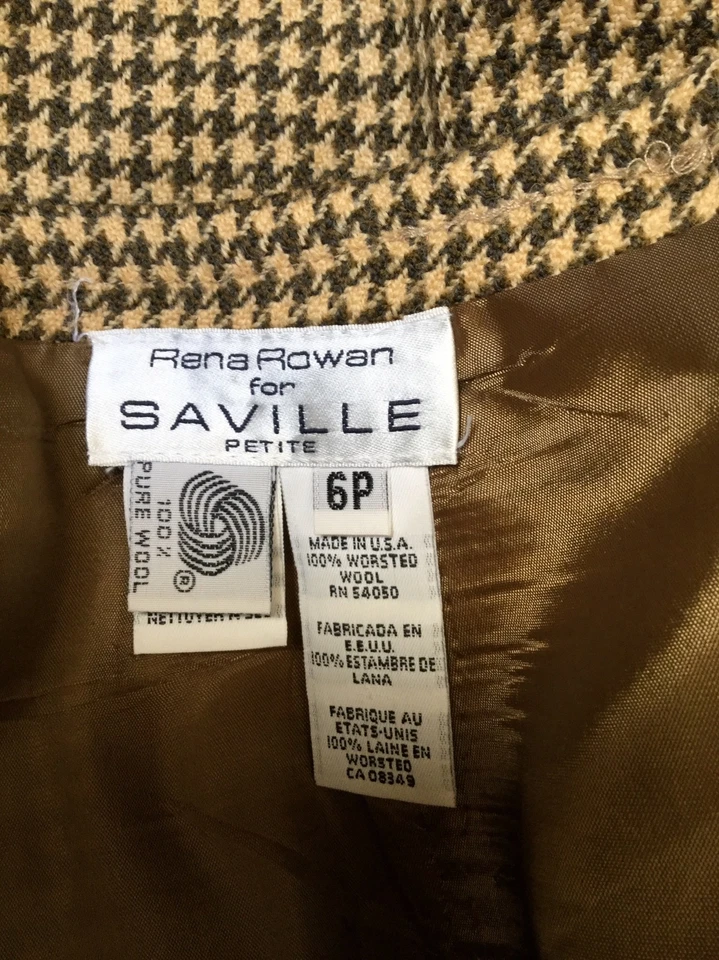 Rena Rowan
for
SAVILLE
PETITE
100%
PURE WOOL
®
NETTOYER
6P
MADE IN U.S.A.
100% WORSTED
WOOL
RN 54050
FABRICADA EN
E.E.U.U.
100% ESTAMBRE DE
LANA
FABRIQUE AU
ETATS-UNIS
100% LAINE EN
WORSTED
CA 08349